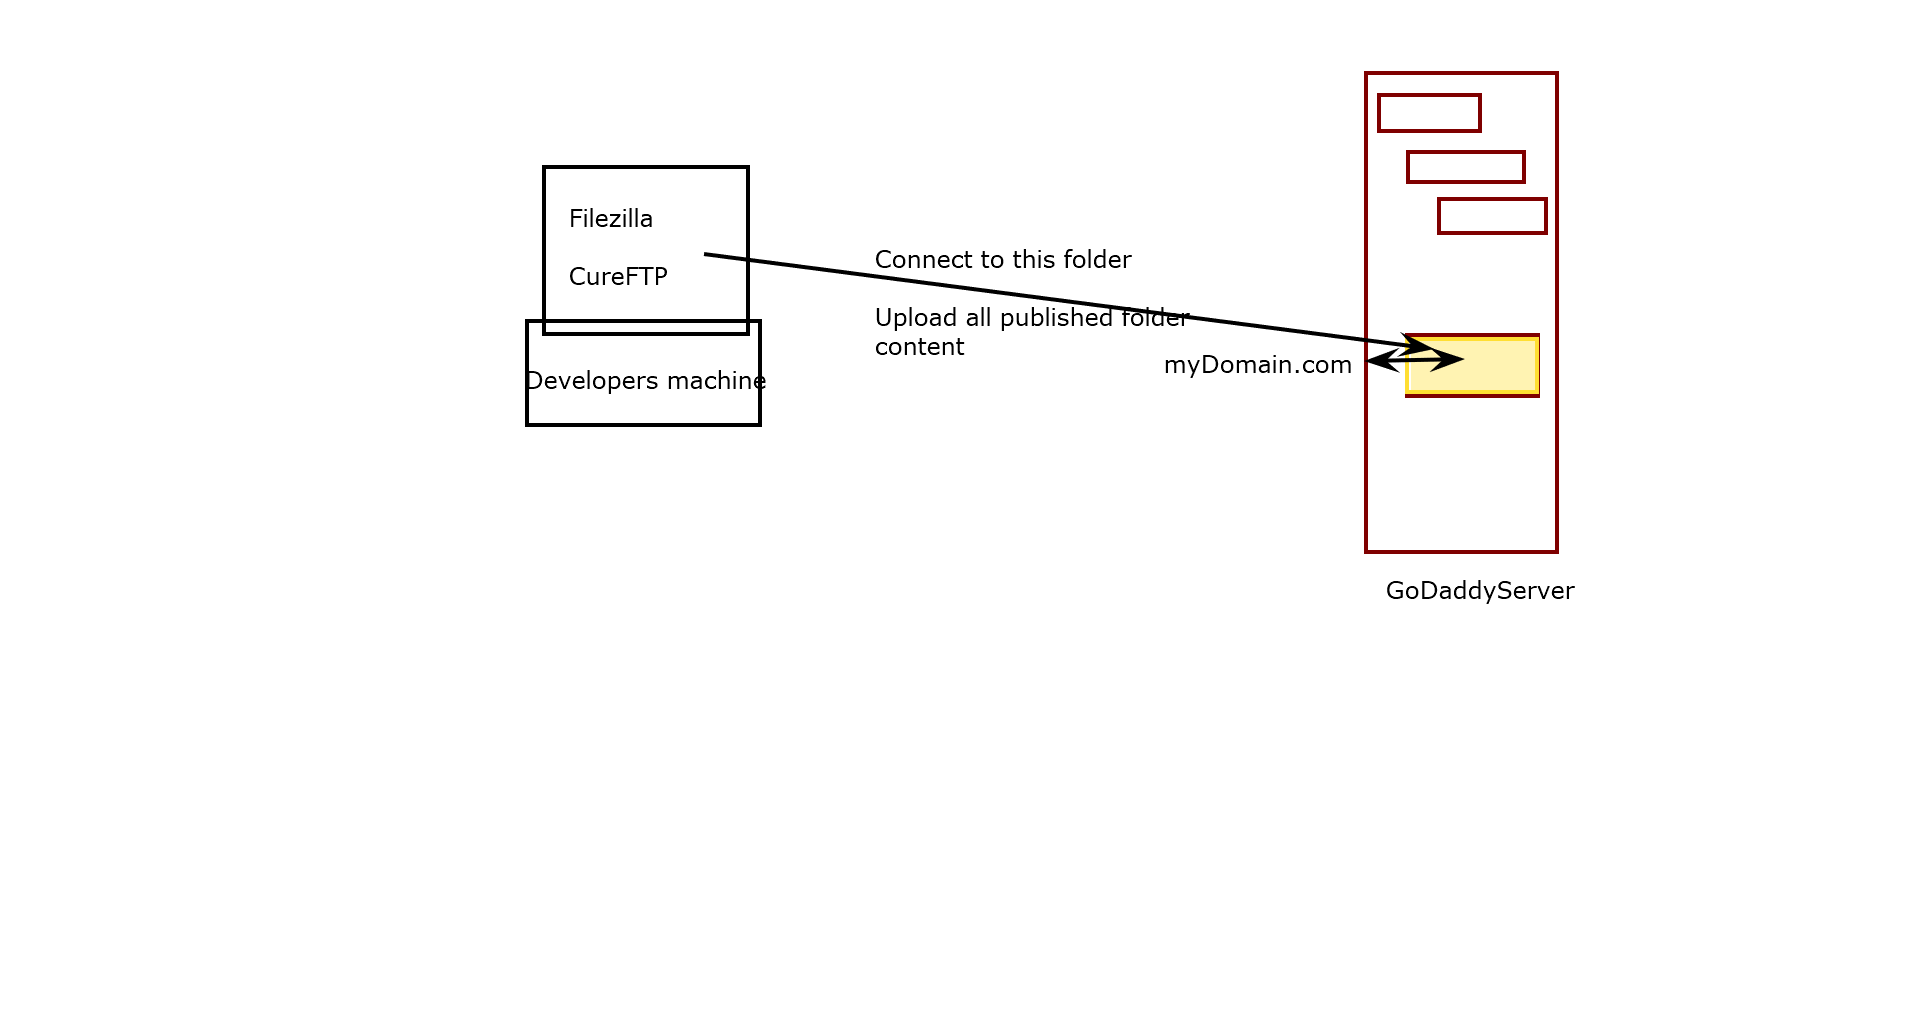 Filezilla
CureFTP
Developers machine
Connect to this folder
Upload all published folder
content
myDomain.com
GoDaddyServer